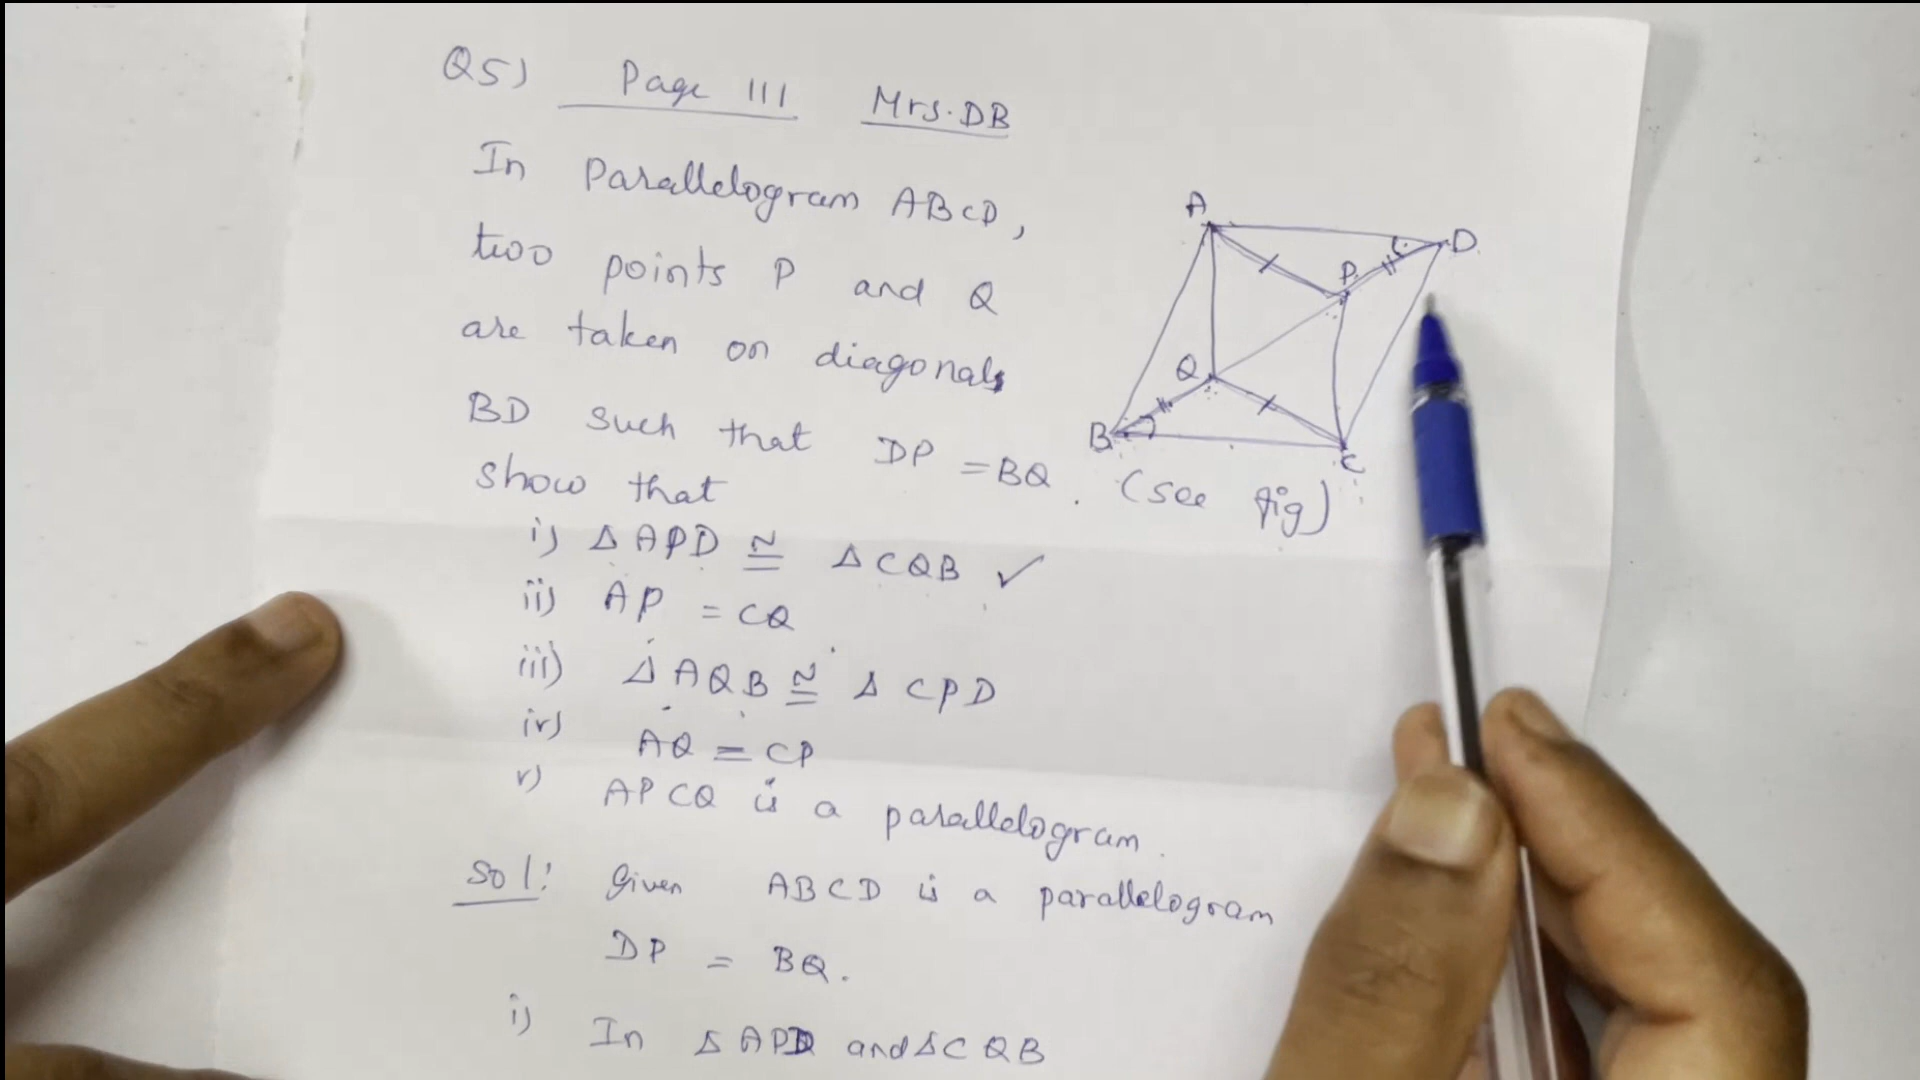 Q5) Page 111 Mrs.DB
In Parallelogram ABCD,
two points P and Q
are taken on diagonals
BD such that DP = BQ. (see fig)
show that
i) △APD ≅ △CQB ✓
ii) AP = CQ
iii) △AQB ≅ △CPD
iv) AQ = CP
v) APCQ is a parallelogram.
Sol: Given ABCD is a parallelogram
DP = BQ.
i) In △APD and △CQB
A
D
P
Q
B
C